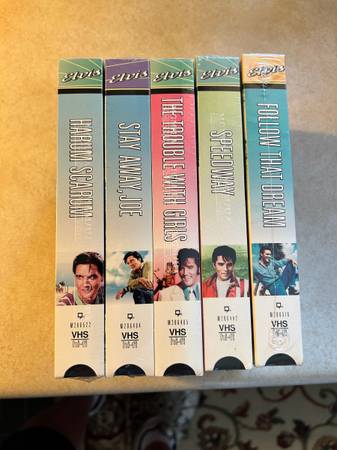 Elvis
HARUM SCARUM
M200622
VHS
Elvis
STAY AWAY, JOE
VHS
Elvis
THE TROUBLE WITH GIRLS
VHS
Elvis
SPEEDWAY
VHS
Elvis
FOLLOW THAT DREAM
VHS